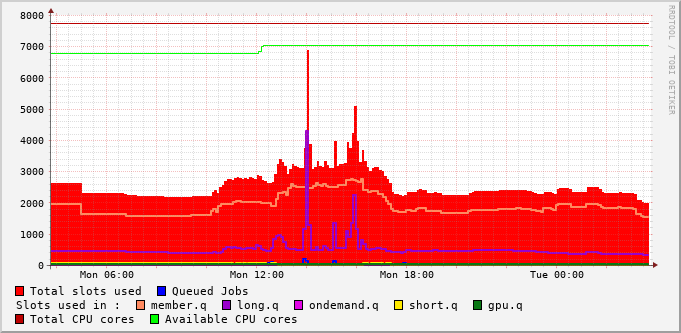 8000
7000
6000
5000
4000
3000
2000
1000
0
Mon 06:00 Mon 12:00 Mon 18:00 Tue 00:00
RRDTOOL / TOBI OETIKER
Total slots used Queued Jobs
Slots used in : member.q long.q ondemand.q short.q gpu.q
Total CPU cores Available CPU cores